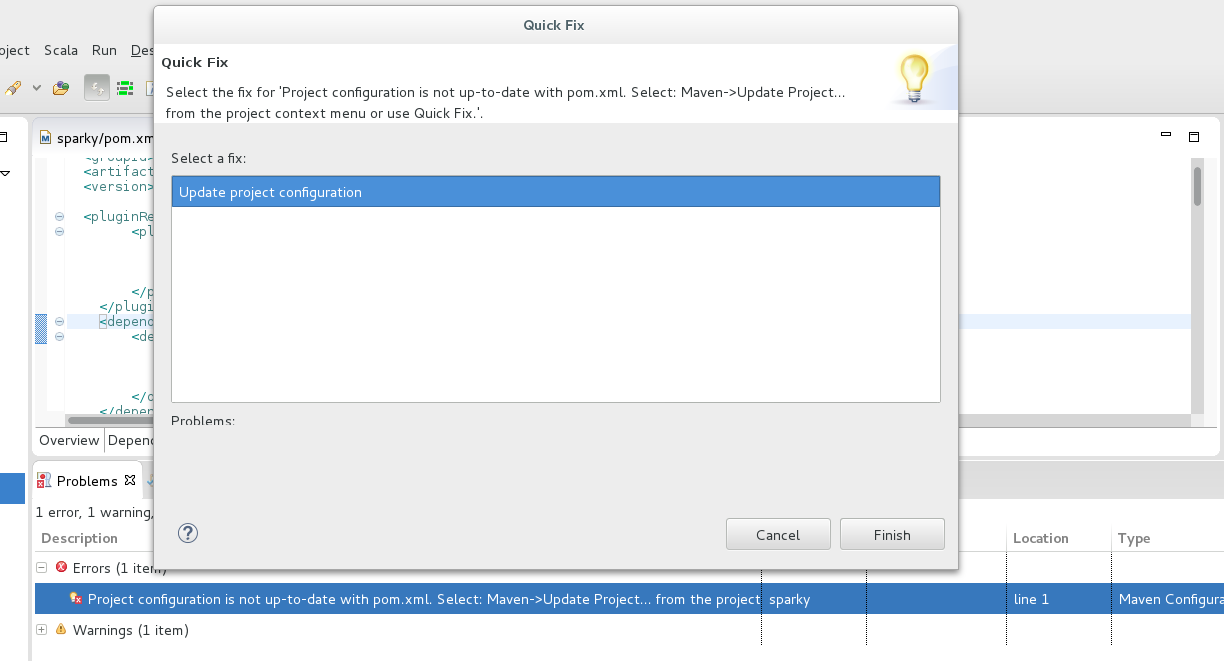 Quick Fix
oject Scala Run Des
Quick Fix
Select the fix for 'Project configuration is not up-to-date with pom.xml. Select: Maven->Update Project...
from the project context menu or use Quick Fix.'.
sparky/pom.xm
Select a fix:
<groupId>
<artifact
<version>
Update project configuration
<pluginRe
<pl
</p
</plugi
<depend
<de
</d
</depen
Problems:
Overview Depend
Problems
1 error, 1 warning,
Cancel Finish
Description Location Type
Errors (1 item)
Project configuration is not up-to-date with pom.xml. Select: Maven->Update Project... from the project sparky line 1 Maven Configura
Warnings (1 item)